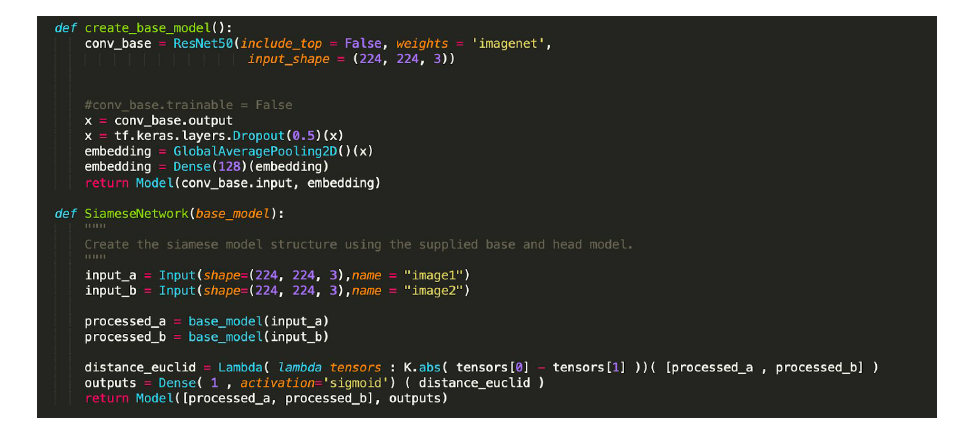 def create_base_model():
    conv_base = ResNet50(include_top = False, weights = 'imagenet',
                          input_shape = (224, 224, 3))
    #conv_base.trainable = False
    x = conv_base.output
    x = tf.keras.layers.Dropout(0.5)(x)
    embedding = GlobalAveragePooling2D()(x)
    embedding = Dense(128)(embedding)
    return Model(conv_base.input, embedding)
def SiameseNetwork(base_model):
    """
    Create the siamese model structure using the supplied base and head model.
    """
    input_a = Input(shape=(224, 224, 3),name = "image1")
    input_b = Input(shape=(224, 224, 3),name = "image2")
    processed_a = base_model(input_a)
    processed_b = base_model(input_b)
    distance_euclid = Lambda( lambda tensors : K.abs( tensors[0] - tensors[1] ))( [processed_a , processed_b] )
    outputs = Dense( 1 , activation='sigmoid') ( distance_euclid )
    return Model([processed_a, processed_b], outputs)